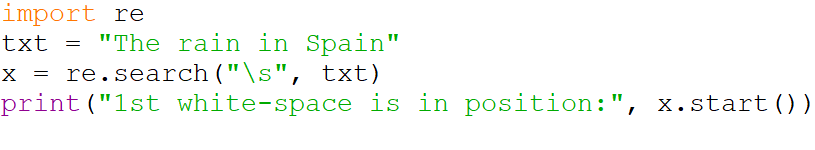 import re
txt = "The rain in Spain"
x = re.search("\s", txt)
print("1st white-space is in position:", x.start())